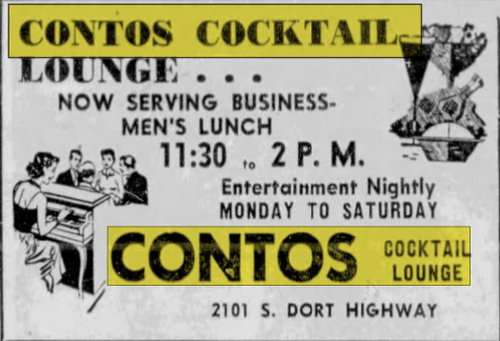 CONTOS COCKTAIL
LOUNGE . . .
NOW SERVING BUSINESS-
MEN'S LUNCH
11:30 to 2 P. M.
Entertainment Nightly
MONDAY TO SATURDAY
CONTOS COCKTAIL
LOUNGE
2101 S. DORT HIGHWAY